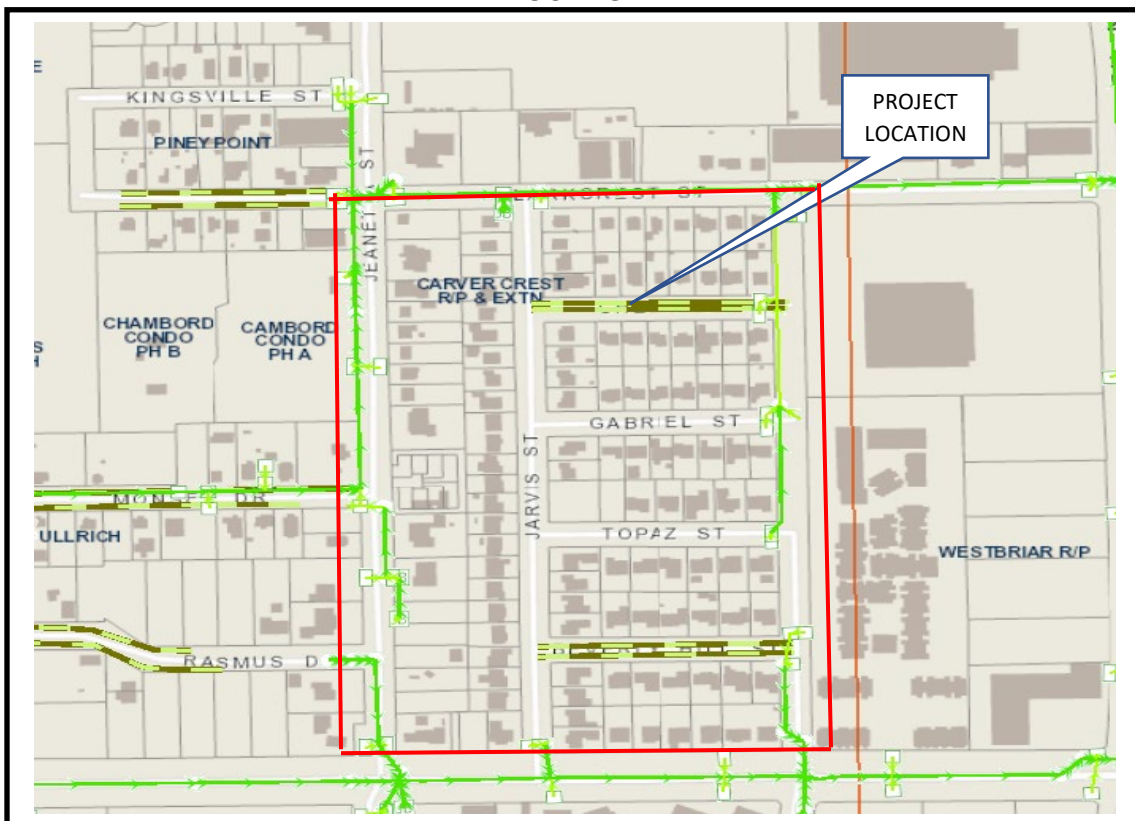 KINGSVILLE ST
PINEY POINT
PROJECT
LOCATION
CARVER CREST
R/P & EXTN
CHAMBORD
CONDO
PH B
CAMBORD
CONDO
PH A
GABRIEL ST
JARVIS ST
TOPAZ ST
ULLRICH
WESTBRIAR R/P
RASMUS D